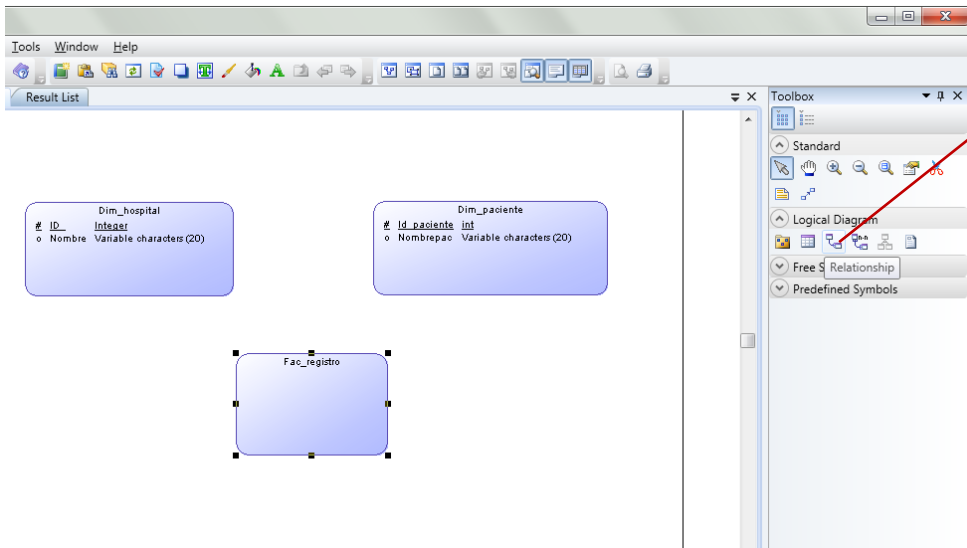 Tools Window Help
Result List
Toolbox
Standard
Dim_hospital
# ID_ Integer
o Nombre Variable characters (20)
Dim_paciente
# Id_paciente int
o Nombrepac Variable characters (20)
Logical Diagram
Free S
Relationship
Predefined Symbols
Fac_registro